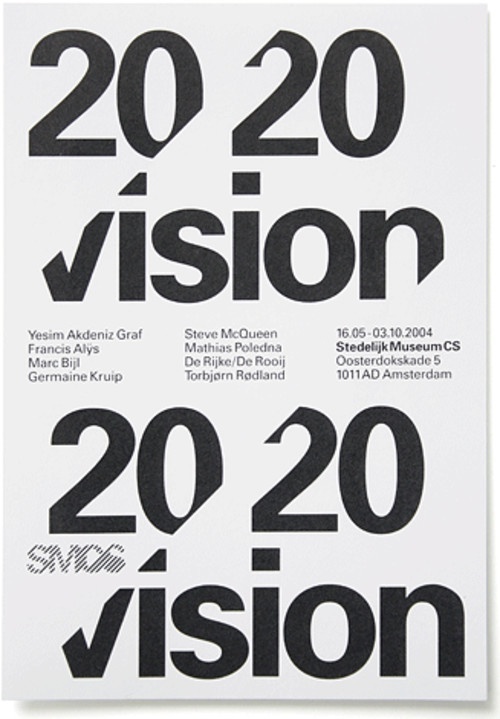 20 20
vision
Yesim Akdeniz Graf
Francis Alÿs
Marc Bijl
Germaine Kruip
Steve McQueen
Mathias Poledna
De Rijke/De Rooij
Torbjørn Rødland
16.05 - 03.10.2004
Stedelijk Museum CS
Oosterdokskade 5
1011 AD Amsterdam
20 20
SMCS
vision